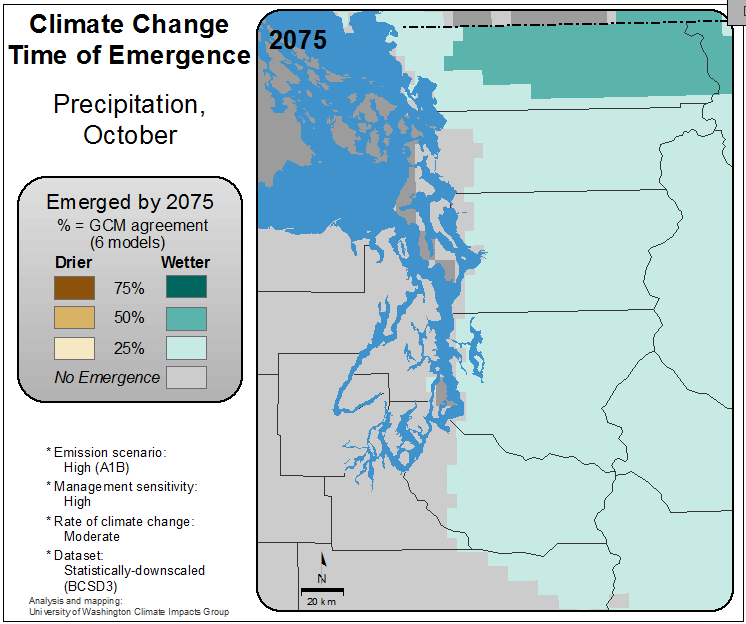 Climate Change
Time of Emergence
Precipitation,
October
Emerged by 2075
% = GCM agreement
(6 models)
Drier Wetter
75%
50%
25%
No Emergence
* Emission scenario:
High (A1B)
* Management sensitivity:
High
* Rate of climate change:
Moderate
* Dataset:
Statistically-downscaled
(BCSD3)
Analysis and mapping:
University of Washington Climate Impacts Group
2075
N
20 km